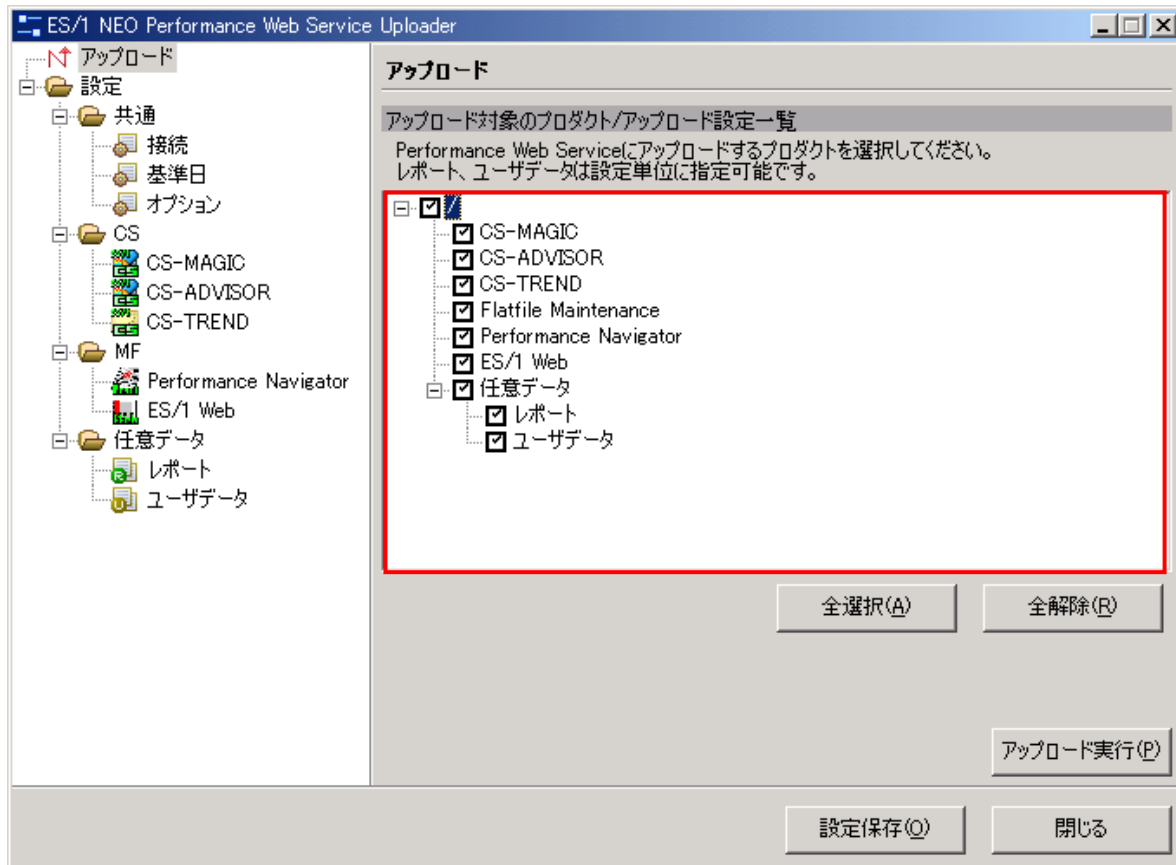 ES/1 NEO Performance Web Service Uploader
アップロード
設定
共通
接続
基準日
オプション
CS
CS-MAGIC
CS-ADVISOR
CS-TREND
MF
Performance Navigator
ES/1 Web
任意データ
レポート
ユーザデータ
アップロード
アップロード対象のプロダクト/アップロード設定一覧
Performance Web Serviceにアップロードするプロダクトを選択してください。
レポート、ユーザデータは設定単位に指定可能です。
/
CS-MAGIC
CS-ADVISOR
CS-TREND
Flatfile Maintenance
Performance Navigator
ES/1 Web
任意データ
レポート
ユーザデータ
全選択(A) 全解除(R)
アップロード実行(P)
設定保存(O) 閉じる